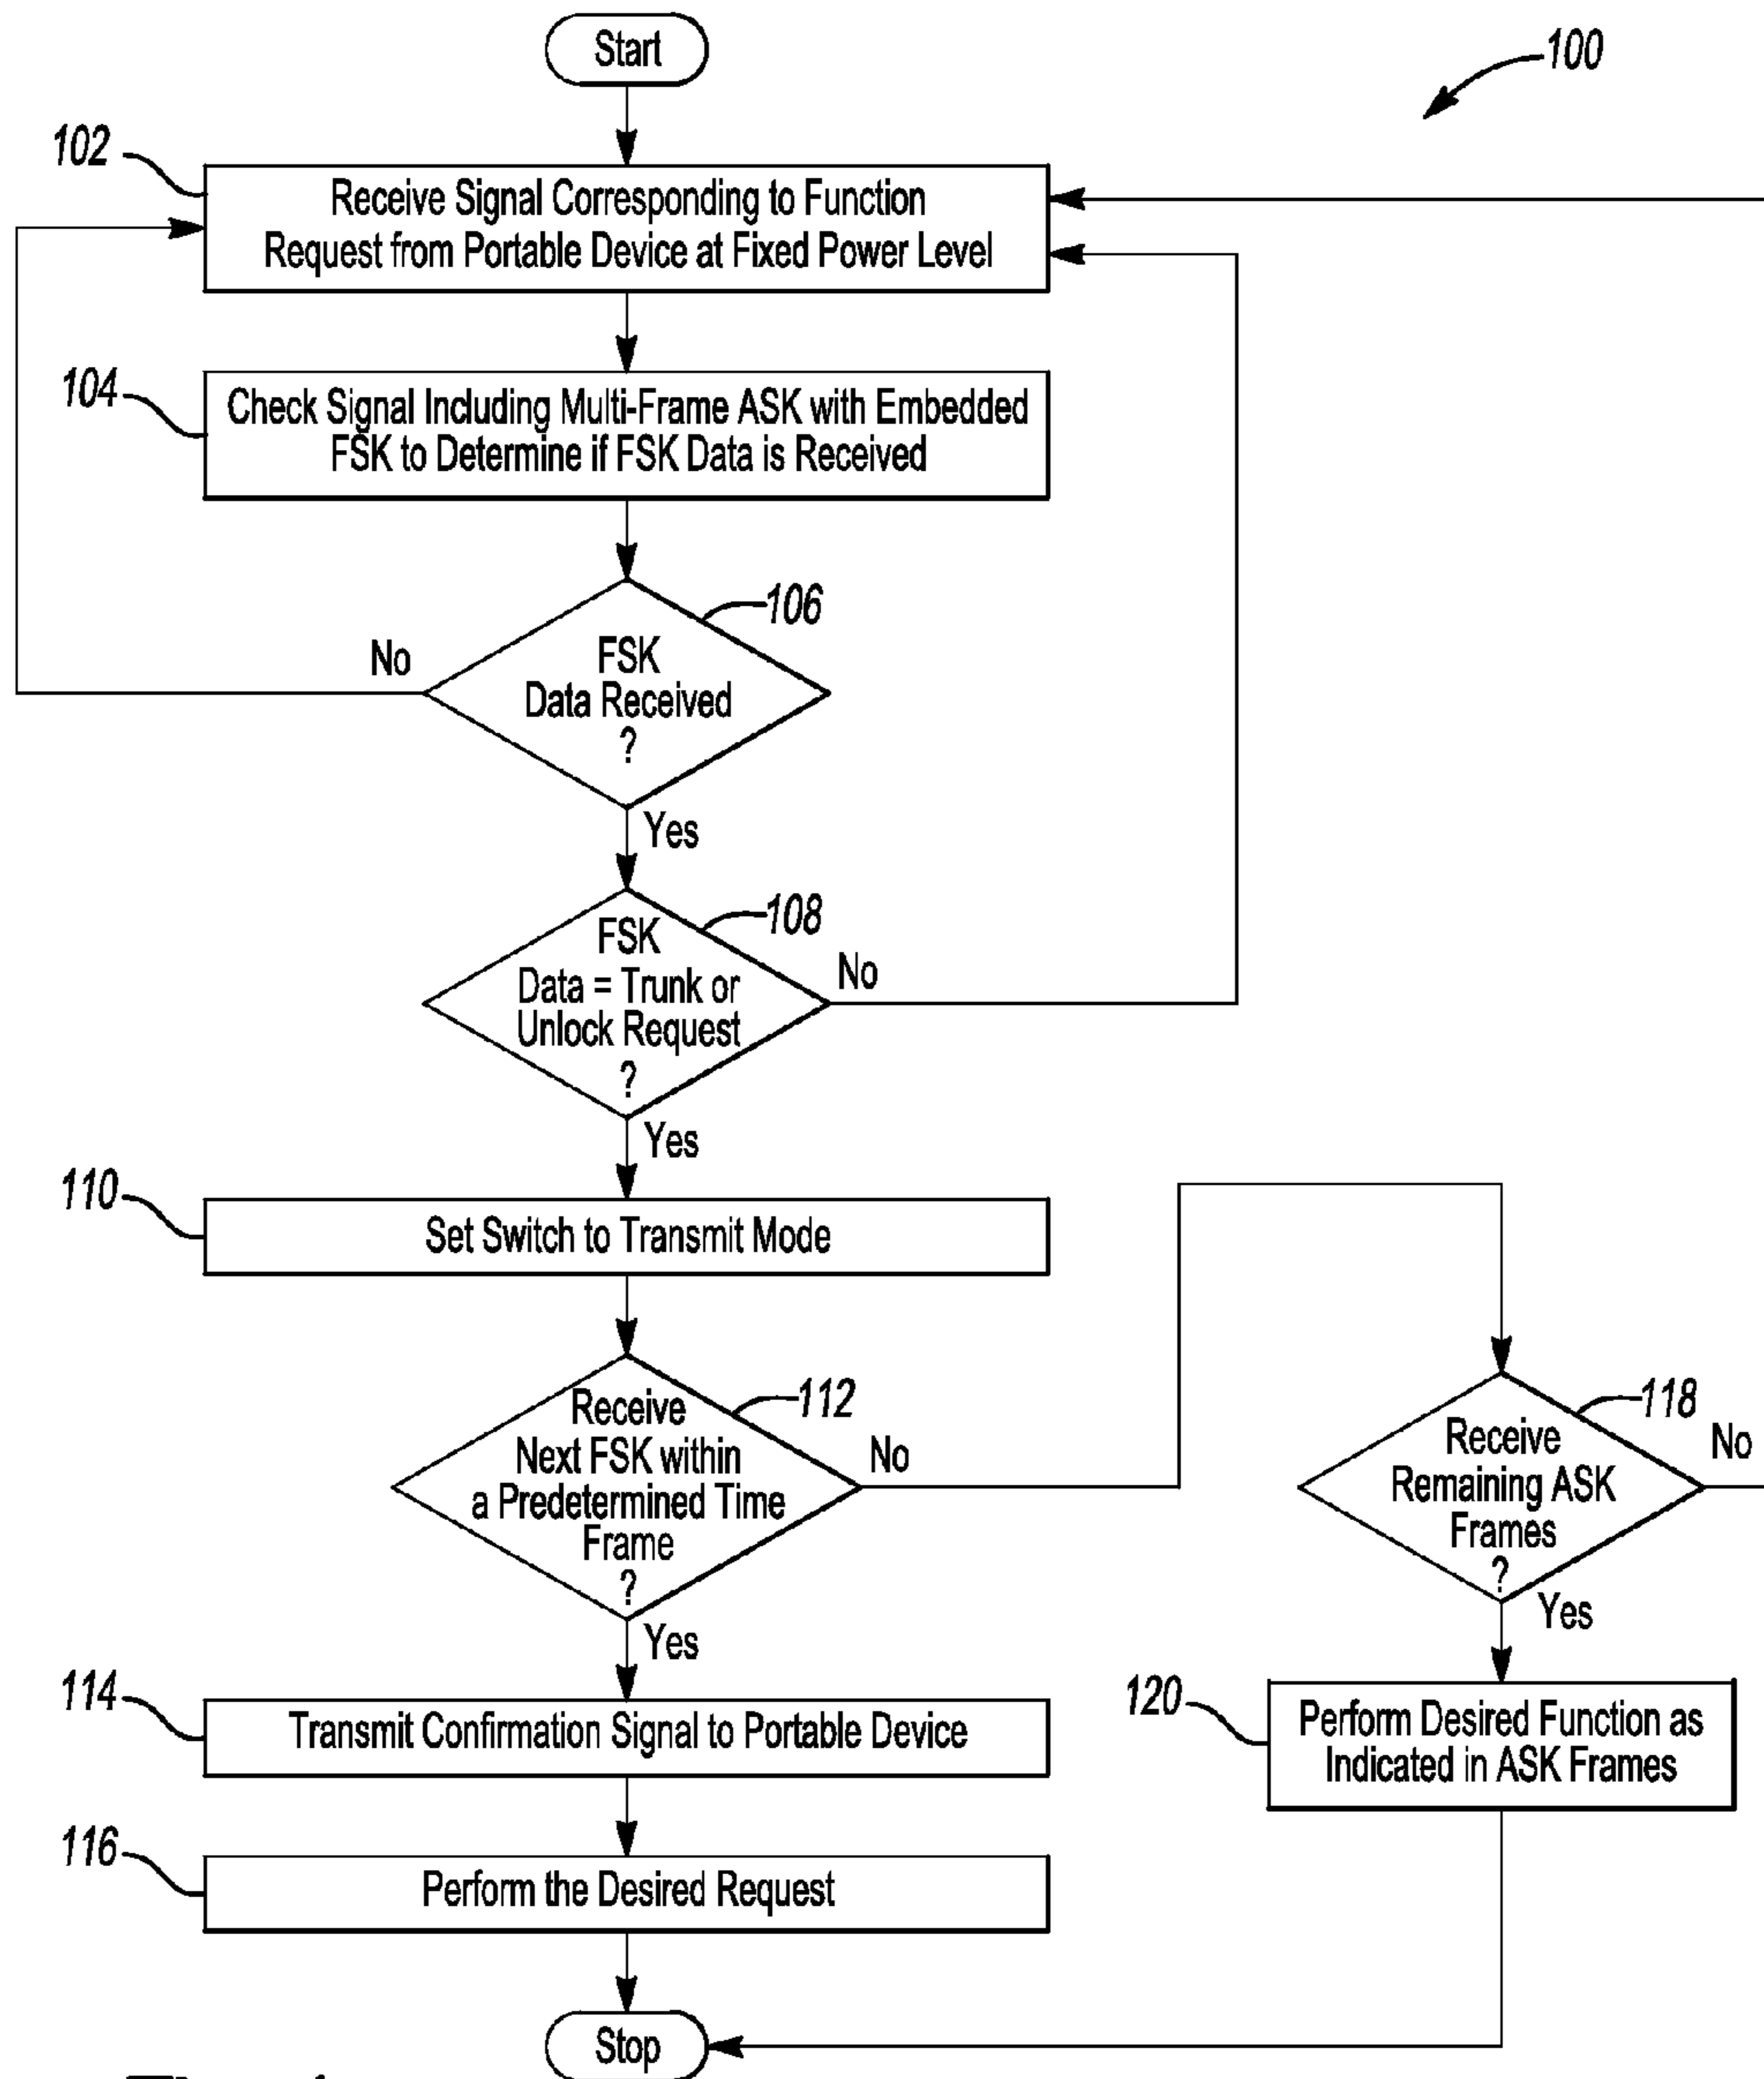 Start
100
102
Receive Signal Corresponding to Function
Request from Portable Device at Fixed Power Level
104
Check Signal Including Multi-Frame ASK with Embedded
FSK to Determine if FSK Data is Received
106
FSK
Data Received
?
No
Yes
108
FSK
Data = Trunk or
Unlock Request
?
No
Yes
110
Set Switch to Transmit Mode
112
Receive
Next FSK within
a Predetermined Time
Frame
?
No
Yes
118
Receive
Remaining ASK
Frames
?
No
Yes
114
Transmit Confirmation Signal to Portable Device
120
Perform Desired Function as
Indicated in ASK Frames
116
Perform the Desired Request
Stop